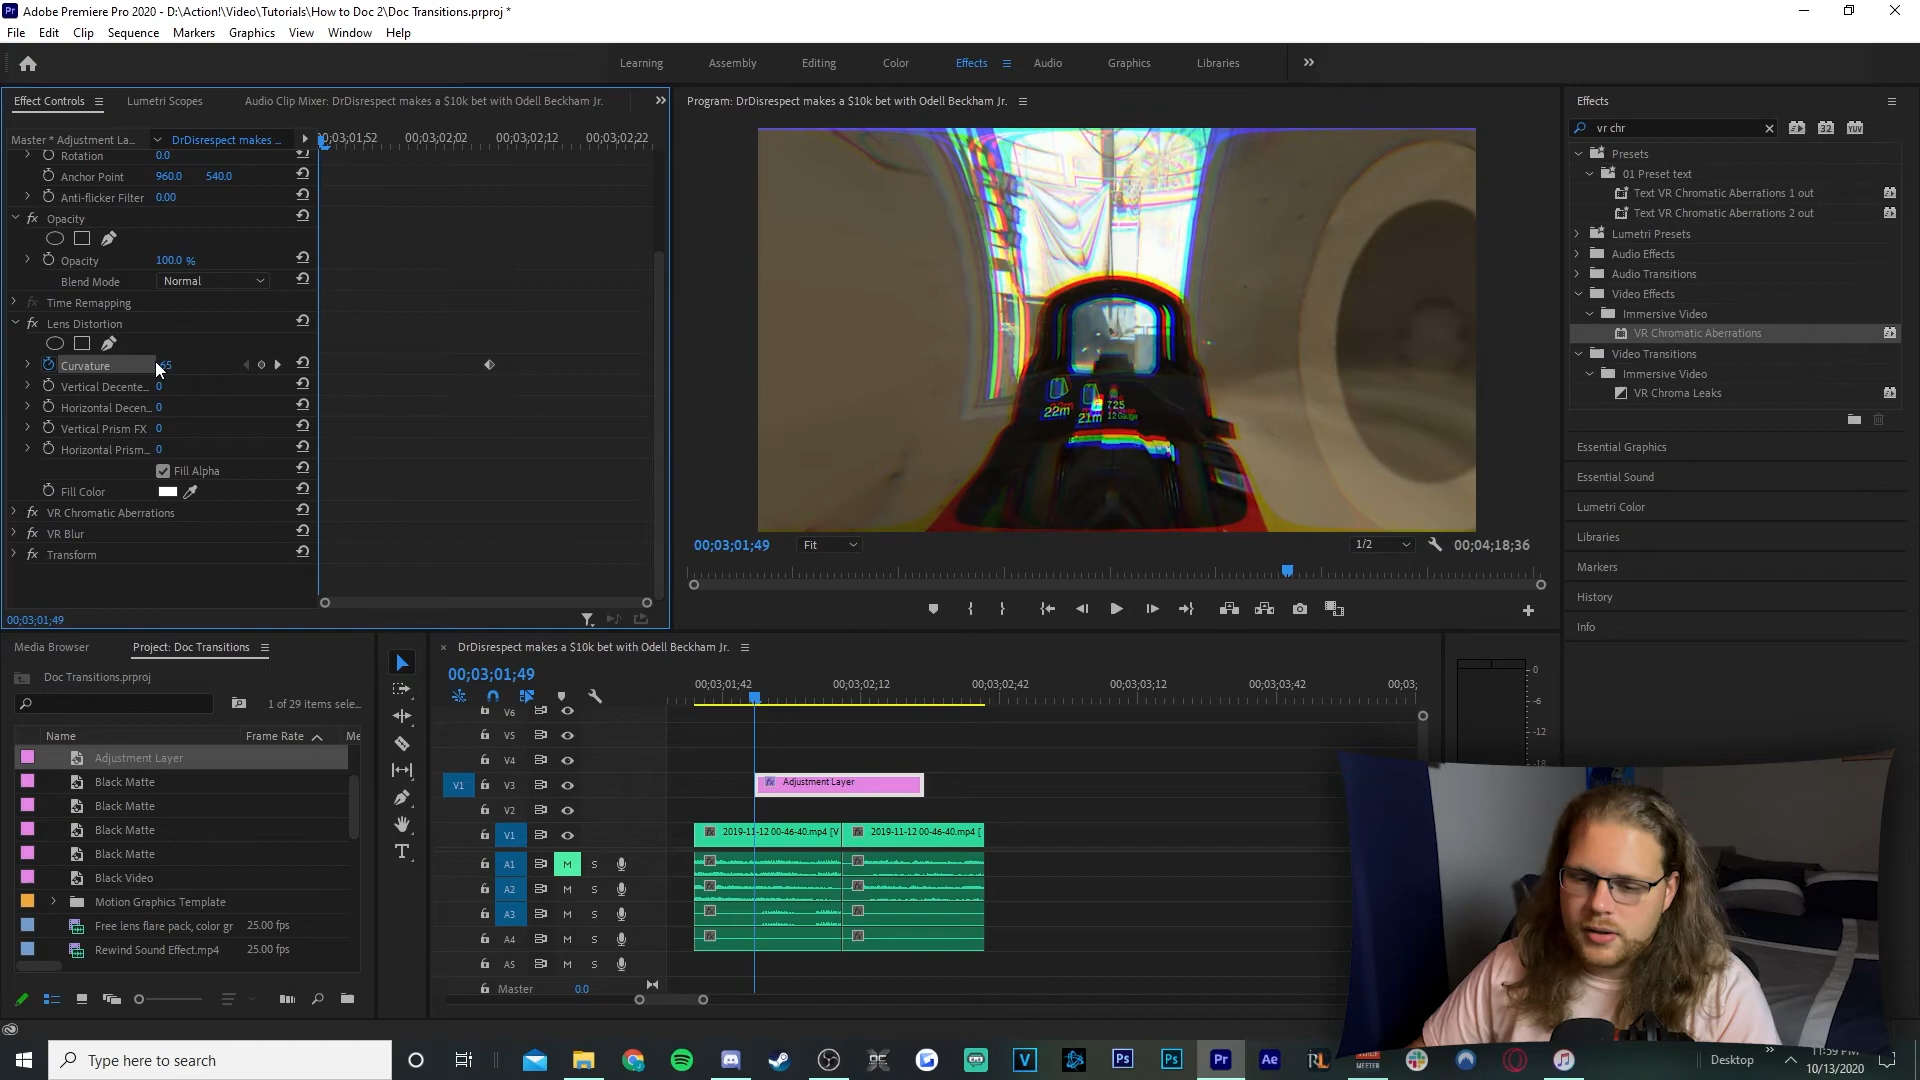 Adobe Premiere Pro 2020 - D:\Action!\Video\Tutorials\How to Doc 2\Doc Transitions.prproj *
File Edit Clip Sequence Markers Graphics View Window Help
Learning Assembly Editing Color Effects Audio Graphics Libraries
Effect Controls Lumetri Scopes Audio Clip Mixer: DrDisrespect makes a $10k bet with Odell Beckham Jr.
Master * Adjustment La... DrDisrespect makes ...
;03;01;52 00;03;02;02 00;03;02;12 00;03;02;22
Rotation 0.0
Anchor Point 960.0 540.0
Anti-flicker Filter 0.00
Opacity
Opacity 100.0 %
Blend Mode Normal
Time Remapping
Lens Distortion
Curvature
Vertical Decente... 0
Horizontal Decen... 0
Vertical Prism FX 0
Horizontal Prism... 0
Fill Alpha
Fill Color
VR Chromatic Aberrations
VR Blur
Transform
00;03;01;49
Program: DrDisrespect makes a $10k bet with Odell Beckham Jr.
22m 21m 725
00;03;01;49 Fit 1/2 00;04;18;36
Effects
vr chr
32 YUV
Presets
01 Preset text
Text VR Chromatic Aberrations 1 out
Text VR Chromatic Aberrations 2 out
Lumetri Presets
Audio Effects
Audio Transitions
Video Effects
Immersive Video
VR Chromatic Aberrations
Video Transitions
Immersive Video
VR Chroma Leaks
Essential Graphics
Essential Sound
Lumetri Color
Libraries
Markers
History
Info
Media Browser Project: Doc Transitions
Doc Transitions.prproj
1 of 29 items sele...
Name Frame Rate Me
Adjustment Layer
Black Matte
Black Matte
Black Matte
Black Matte
Black Video
Motion Graphics Template
Free lens flare pack, color gr 25.00 fps
Rewind Sound Effect.mp4 25.00 fps
DrDisrespect makes a $10k bet with Odell Beckham Jr.
00;03;01;49
00;03;01;42 00;03;02;12 00;03;02;42 00;03;03;12 00;03;03;42 00;03;
V6
V5
V4
V1 V3 Adjustment Layer
V2
V1 2019-11-12 00-46-40.mp4 [V 2019-11-12 00-46-40.mp4 [
A1 M S
A2 M S
A3 M S
A4 M S
A5 M S
Master 0.0
0
-6
-12
-18
Type here to search
Desktop
11:59 PM
10/13/2020